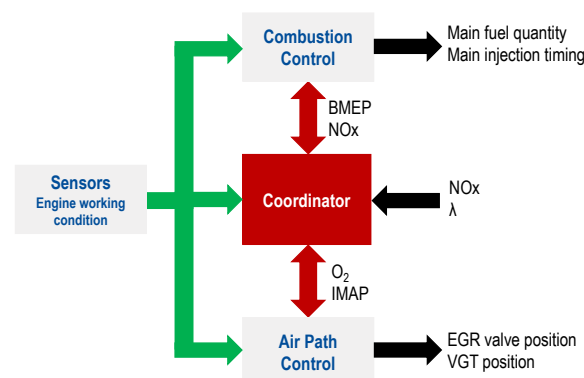 Combustion
Control
Main fuel quantity
Main injection timing
BMEP
NOx
Sensors
Engine working
condition
Coordinator
NOx
λ
O₂
IMAP
Air Path
Control
EGR valve position
VGT position